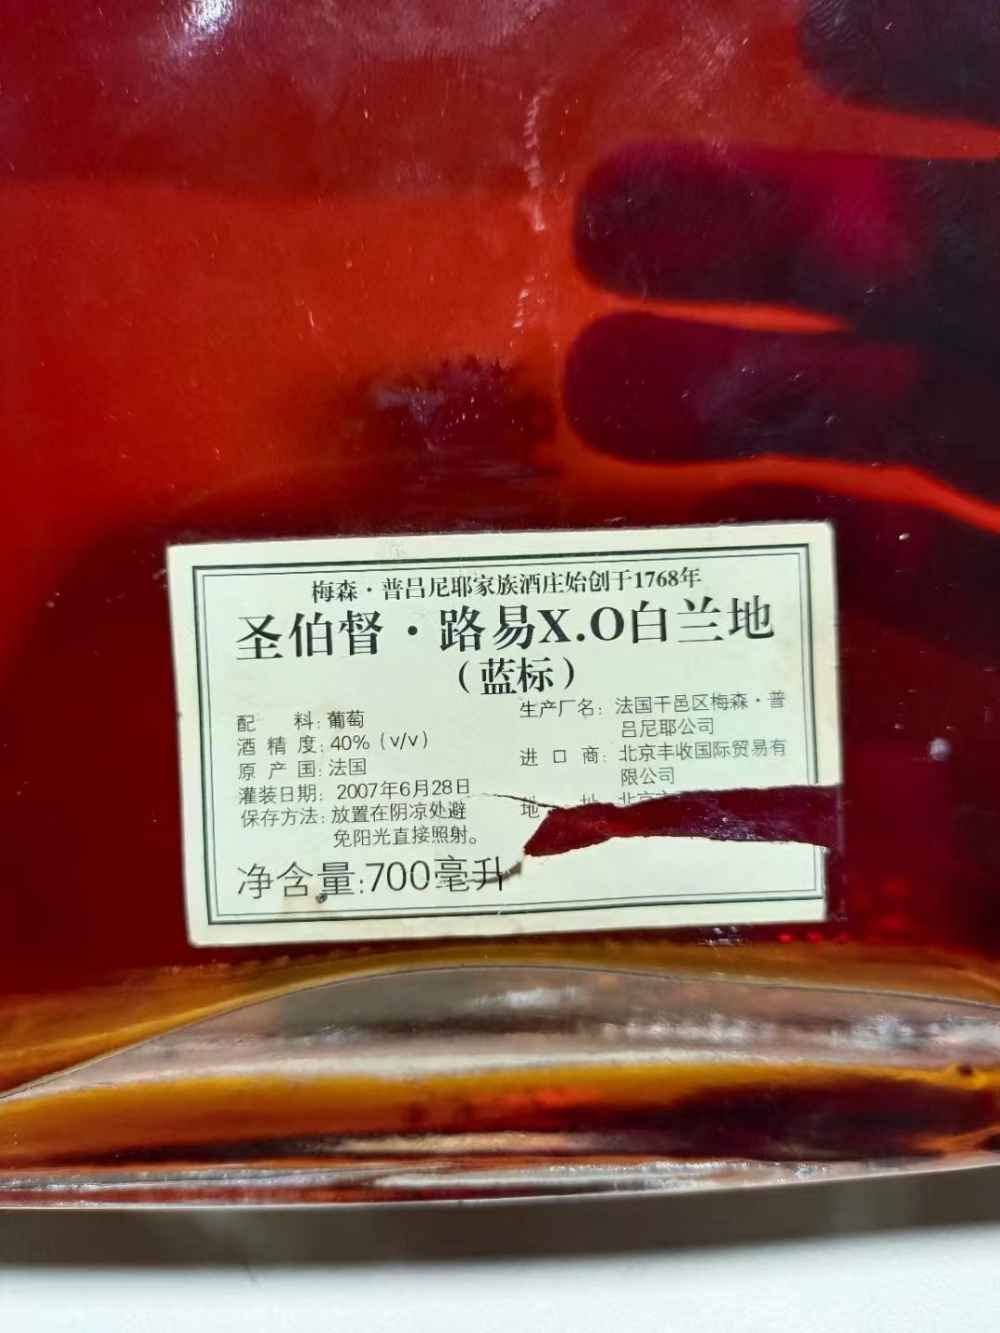 梅森·普吕尼耶家族酒庄始创于1768年
圣伯督·路易X.O白兰地
（蓝标）
配 料：葡萄
酒 精 度：40%（v/v）
原 产 国：法国
灌装日期：2007年6月28日
保存方法：放置在阴凉处避
免阳光直接照射。
净含量：700毫升
生产厂名：法国干邑区梅森·普
吕尼耶公司
进 口 商：北京丰收国际贸易有
限公司
地 址 北京